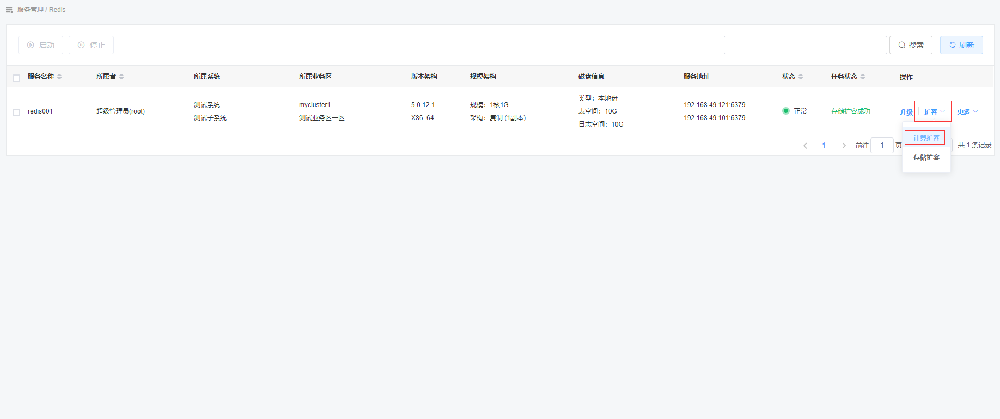 服务管理 / Redis
启动 停止 搜索 刷新
服务名称 所属者 所属系统 所属业务区 版本架构 规模架构 磁盘信息 服务地址 状态 任务状态 操作
redis001 超级管理员(root)
测试系统
测试子系统
mycluster1
测试业务区一区
5.0.12.1
X86_64
规模：1核1G
架构：复制 (1副本)
类型：本地盘
表空间：10G
日志空间：10G
192.168.49.121:6379
192.168.49.101:6379
正常 存储扩容成功 升级 扩容 更多
计算扩容
存储扩容
1 前往 1 页 共 1 条记录